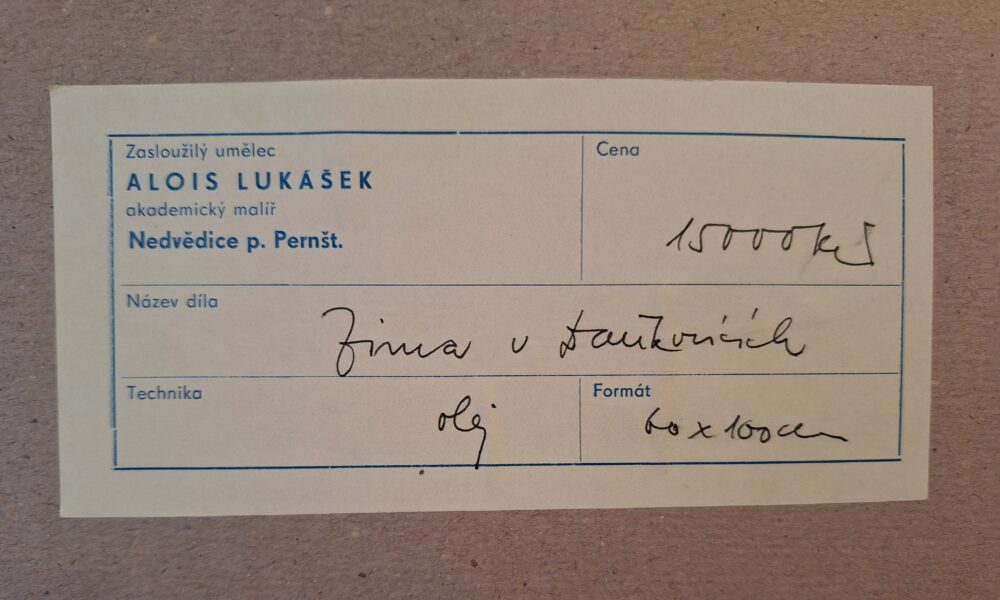 Zasloužilý umělec
ALOIS LUKÁŠEK
akademický malíř
Nedvědice p. Pernšt.
Cena
15000 Kčs
Název díla
Zima v Daňkovicích
Technika
olej
Formát
60 x 100 cm